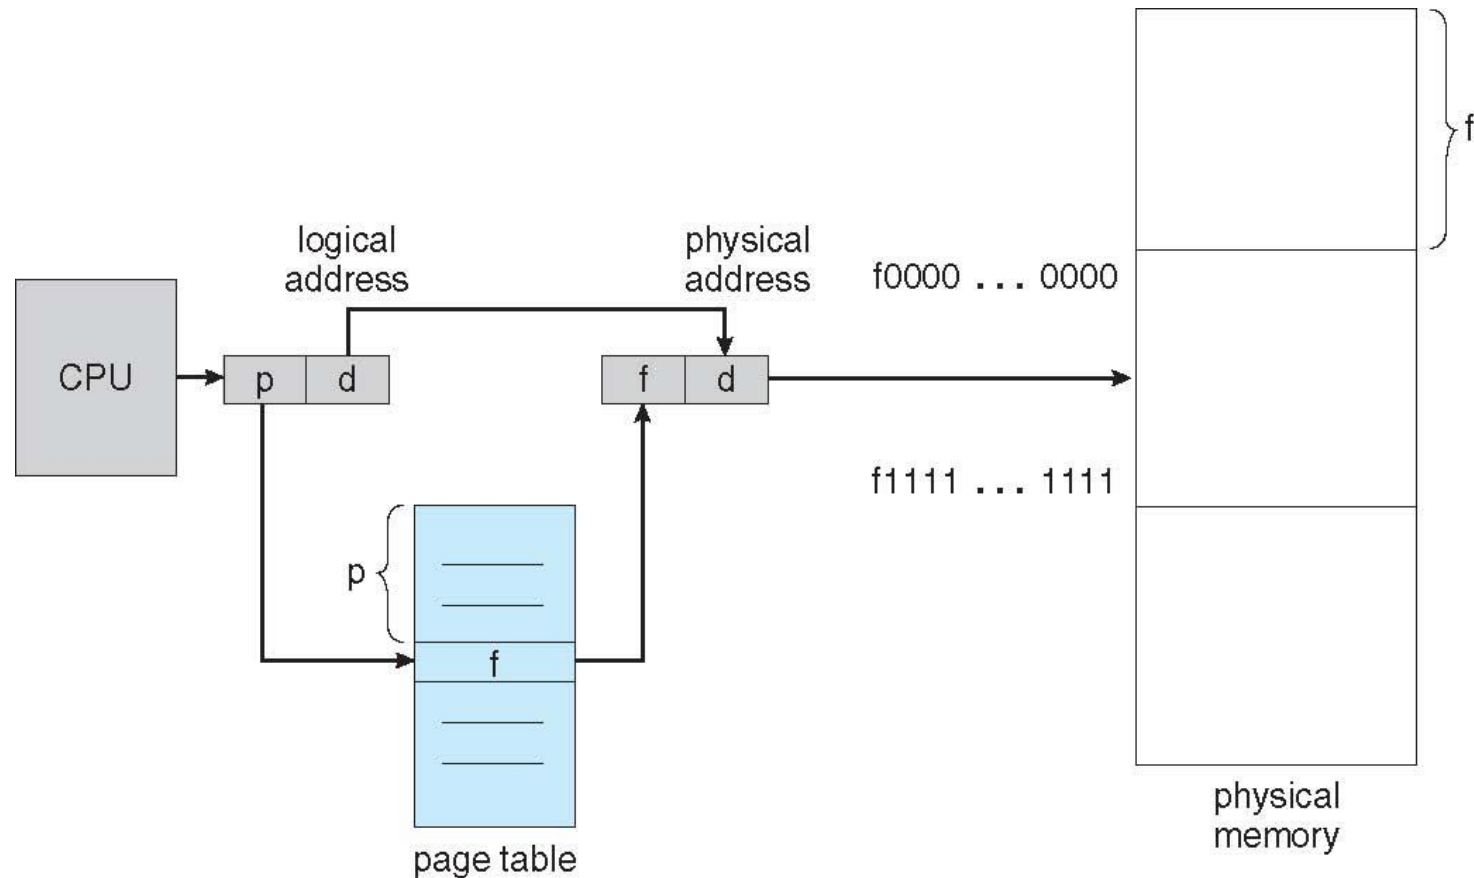 f
logical
address
physical
address
f0000 ... 0000
CPU
p
d
f
d
f1111 ... 1111
p
f
physical
memory
page table